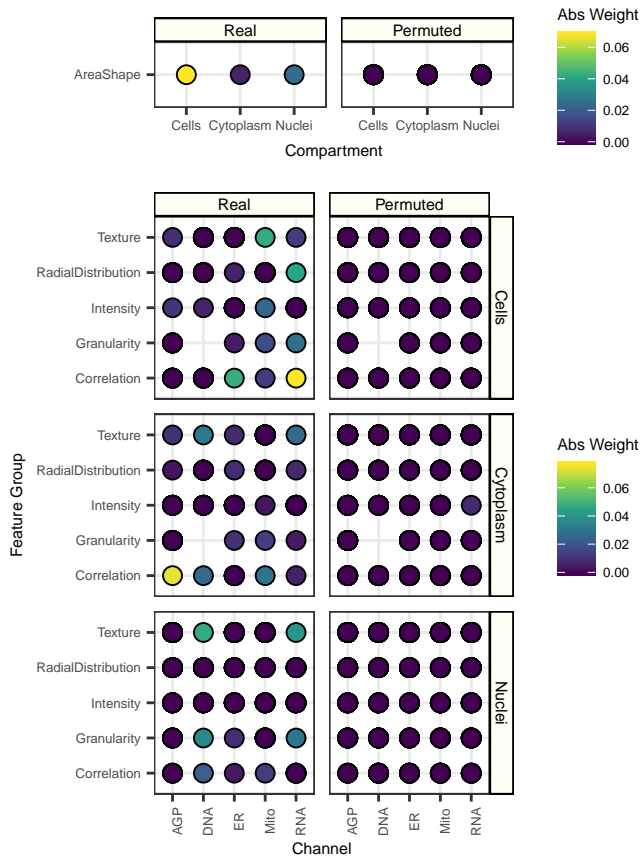 Real Permuted
AreaShape
Cells Cytoplasm Nuclei Cells Cytoplasm Nuclei
Compartment
Abs Weight
0.06
0.04
0.02
0.00
Real Permuted
Feature Group
Texture
RadialDistribution
Intensity
Granularity
Correlation
Cells
Texture
RadialDistribution
Intensity
Granularity
Correlation
Cytoplasm
Texture
RadialDistribution
Intensity
Granularity
Correlation
Nuclei
AGP DNA ER Mito RNA AGP DNA ER Mito RNA
Channel
Abs Weight
0.06
0.04
0.02
0.00